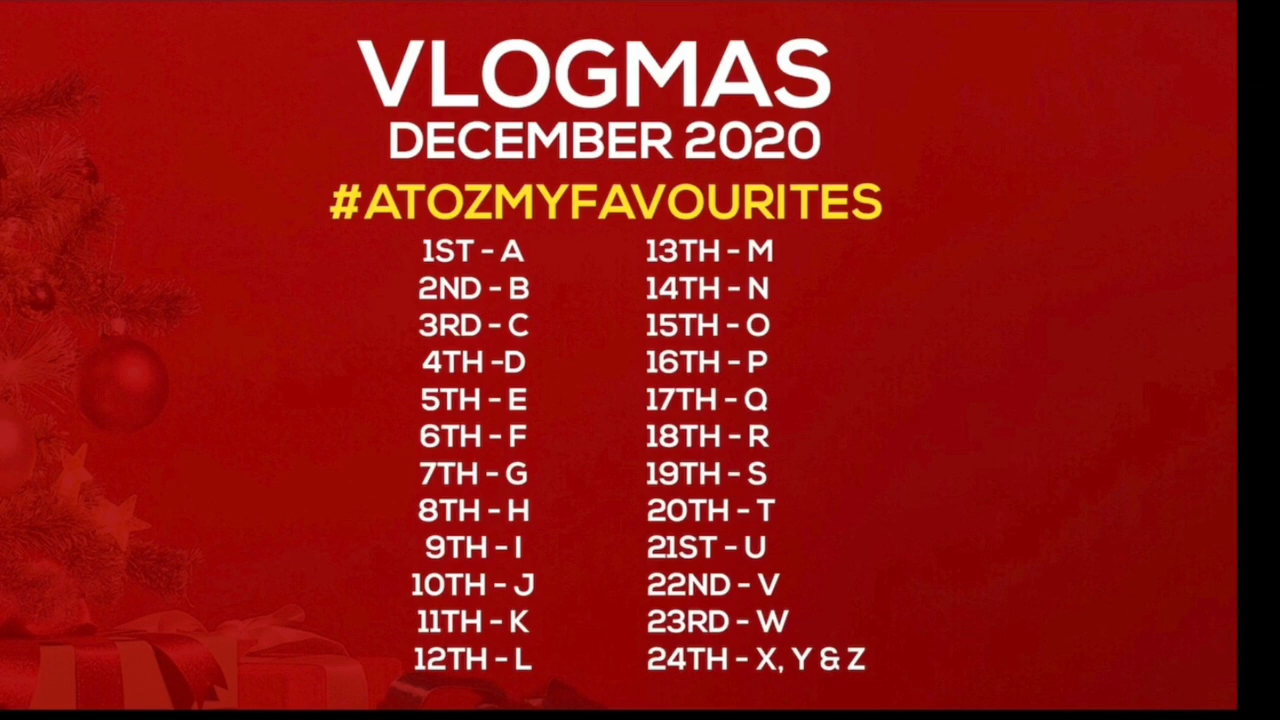 VLOGMAS
DECEMBER 2020
#ATOZMYFAVOURITES
1ST - A
2ND - B
3RD - C
4TH -D
5TH - E
6TH - F
7TH - G
8TH - H
9TH - I
10TH - J
11TH - K
12TH - L
13TH - M
14TH - N
15TH - O
16TH - P
17TH - Q
18TH - R
19TH - S
20TH - T
21ST - U
22ND - V
23RD - W
24TH - X, Y & Z